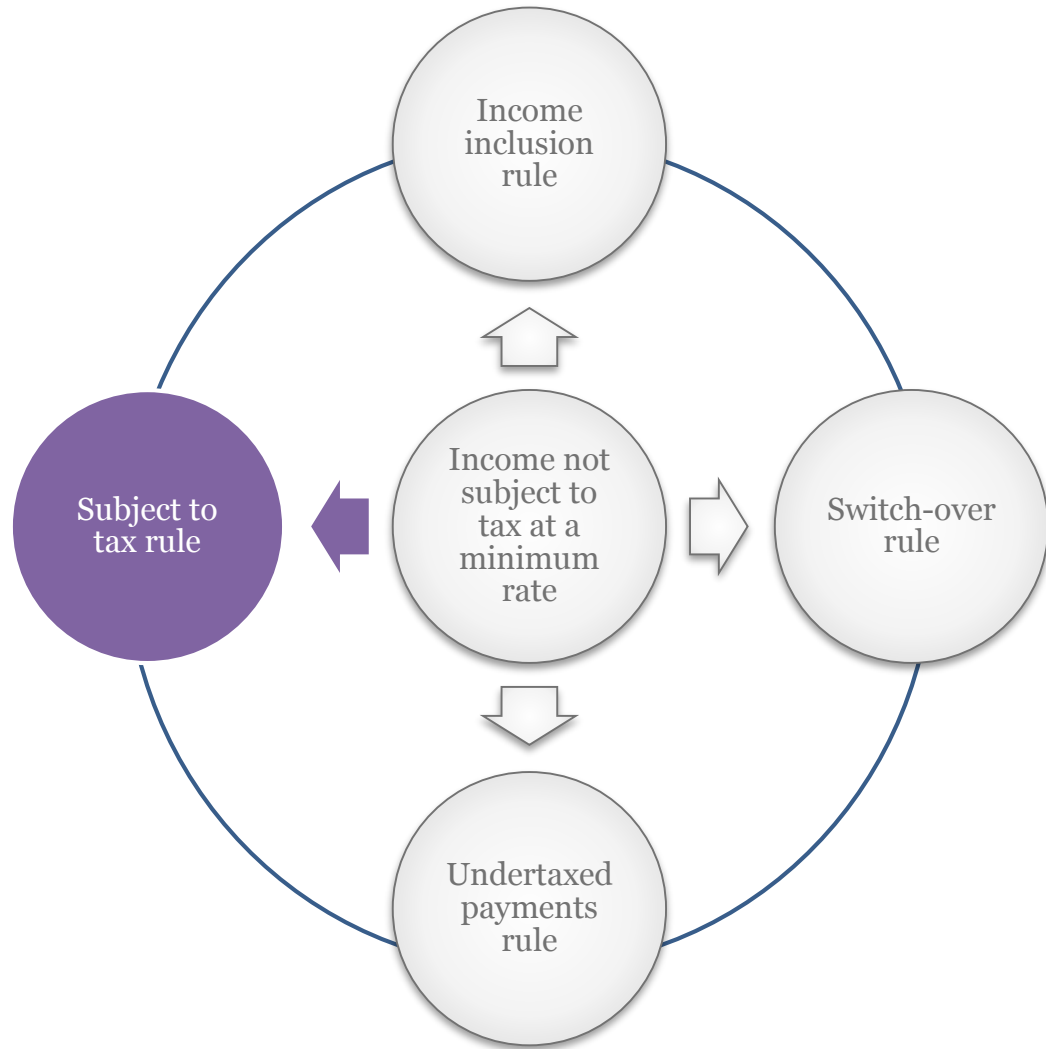 Income
inclusion
rule
Subject to
tax rule
Income not
subject to
tax at a
minimum
rate
Switch-over
rule
Undertaxed
payments
rule